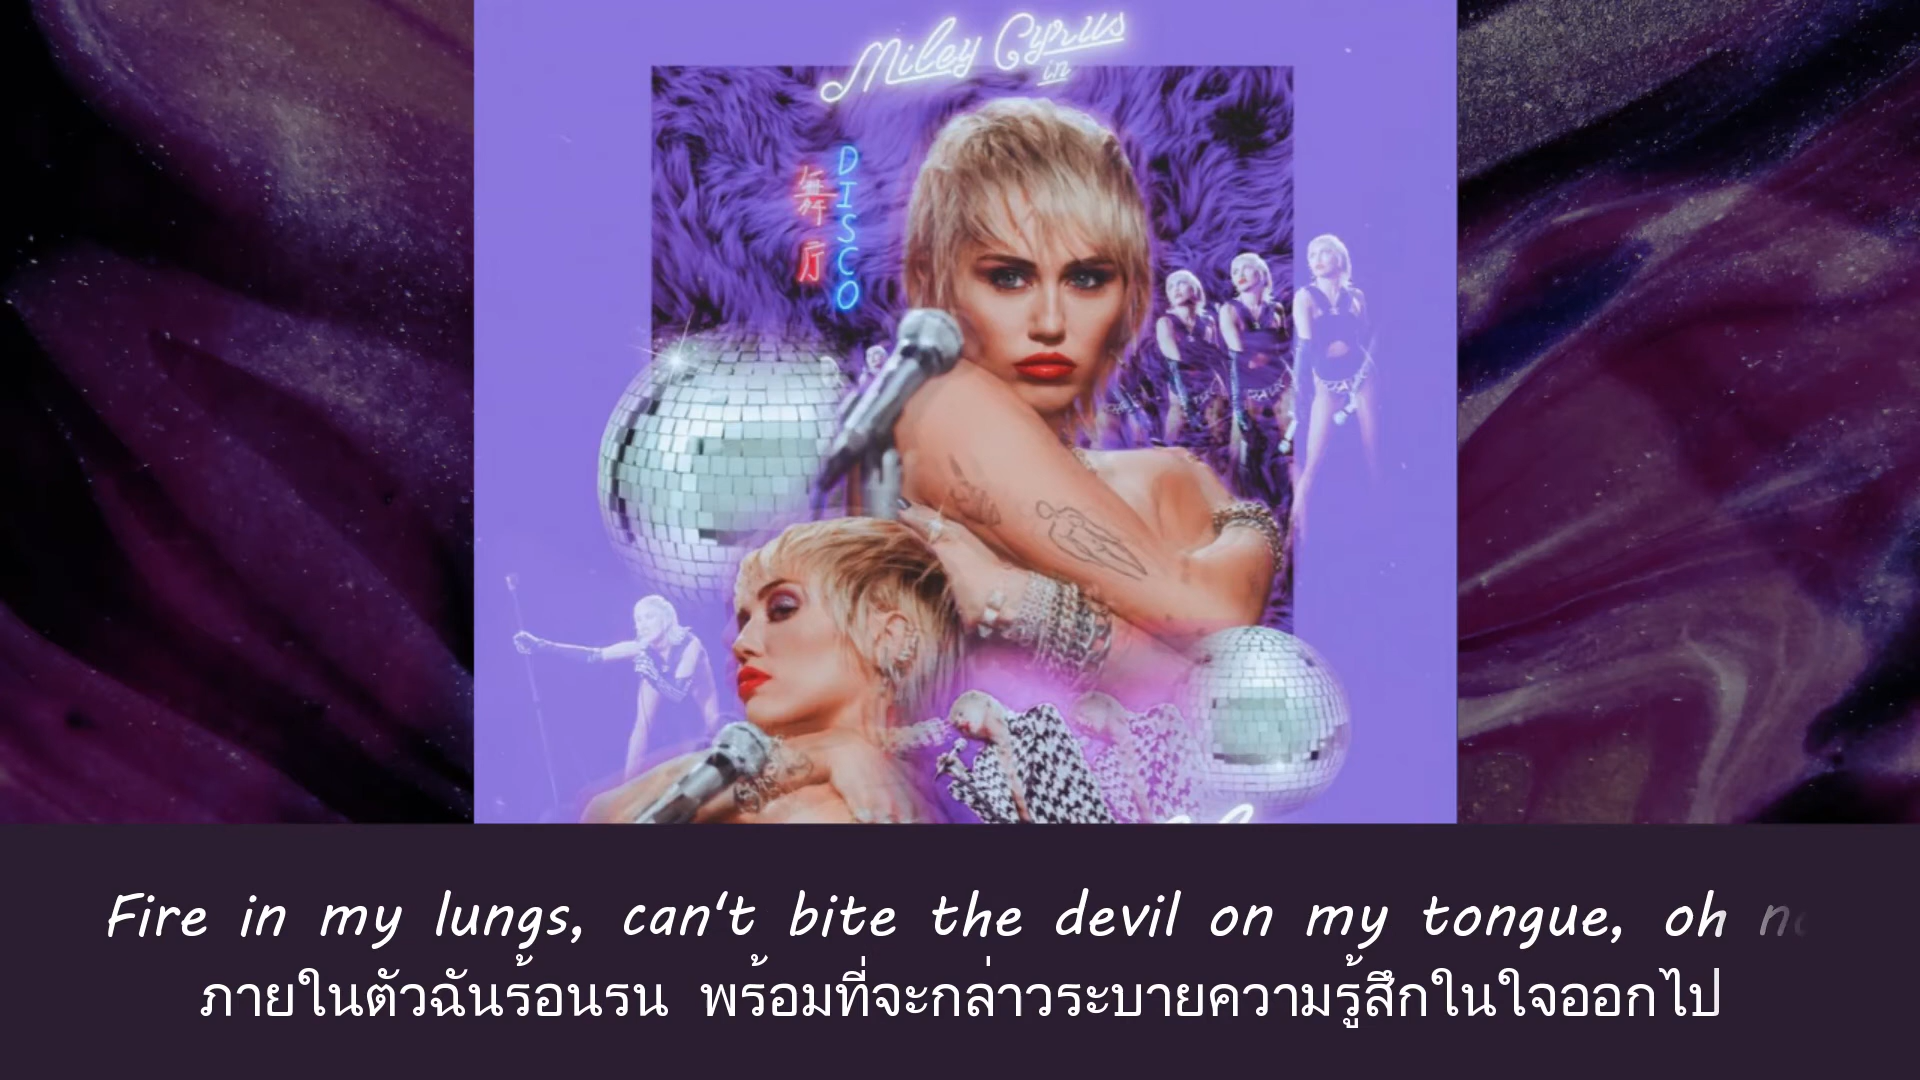 Miley Cyrus
in
DISCO
舞厅
Fire in my lungs, can't bite the devil on my tongue, oh no
ภายในตัวฉันร้อนรน พร้อมที่จะกล่าวระบายความรู้สึกในใจออกไป